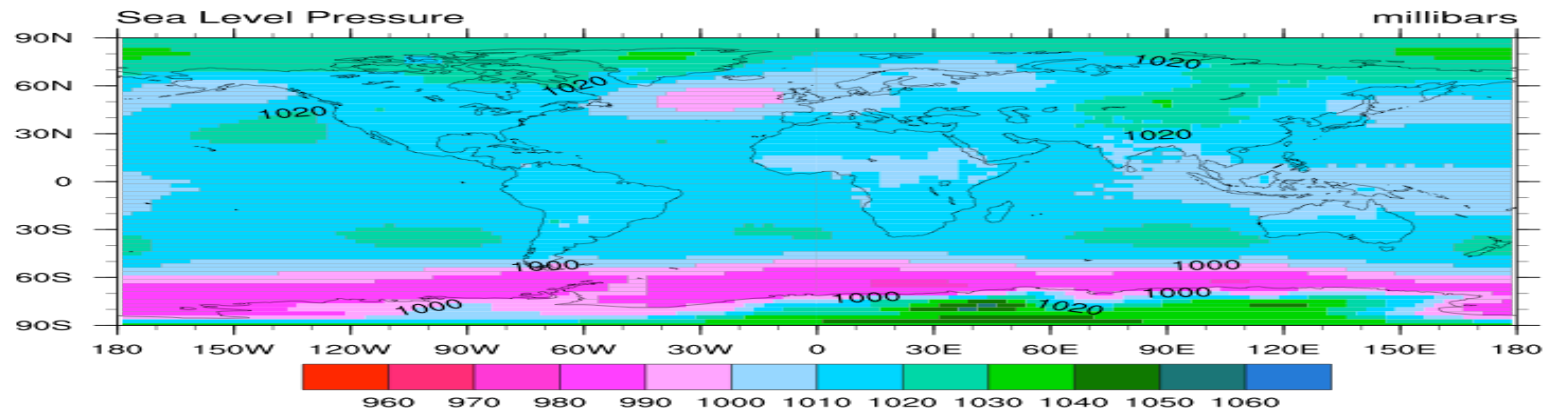 Sea Level Pressure millibars
90N
1020
60N
1020
1020
30N
1020
0
30S
1000 1000
60S
1000 1000
1000 1020
90S
180 150W 120W 90W 60W 30W 0 30E 60E 90E 120E 150E 180
960 970 980 990 1000 1010 1020 1030 1040 1050 1060